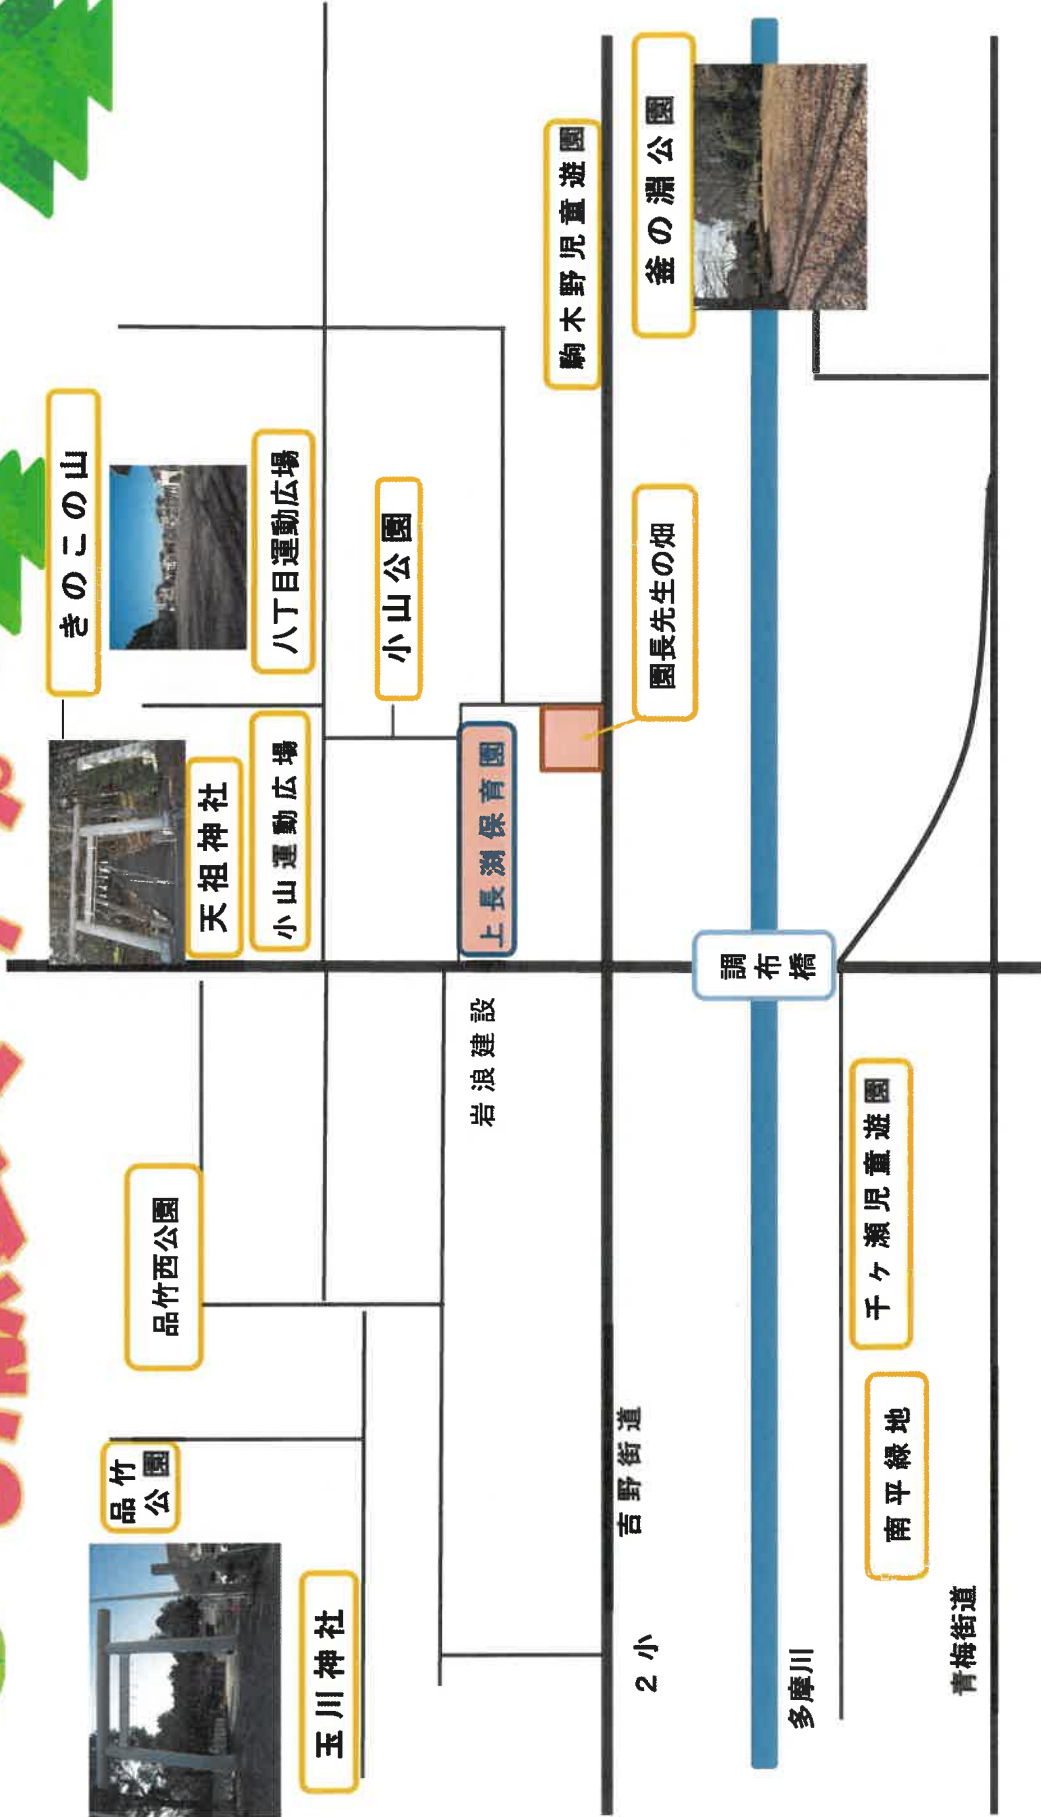 きのこの山
品竹
公園
品竹西公園
天祖神社
小山運動広場
八丁目運動広場
玉川神社
小山公園
上長渕保育園
岩浪建設
駒木野児童遊園
吉野街道
2小
園長先生の畑
釜の淵公園
調
布
橋
多摩川
千ヶ瀬児童遊園
南平緑地
青梅街道